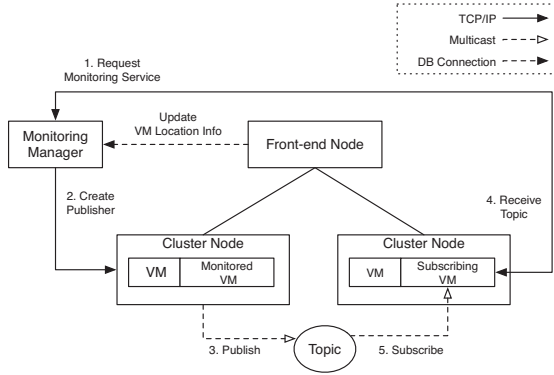 TCP/IP
Multicast
DB Connection
1. Request
Monitoring Service
Update
VM Location Info
Monitoring
Manager
Front-end Node
2. Create
Publisher
4. Receive
Topic
Cluster Node
VM
Monitored
VM
Cluster Node
VM
Subscribing
VM
3. Publish
Topic
5. Subscribe